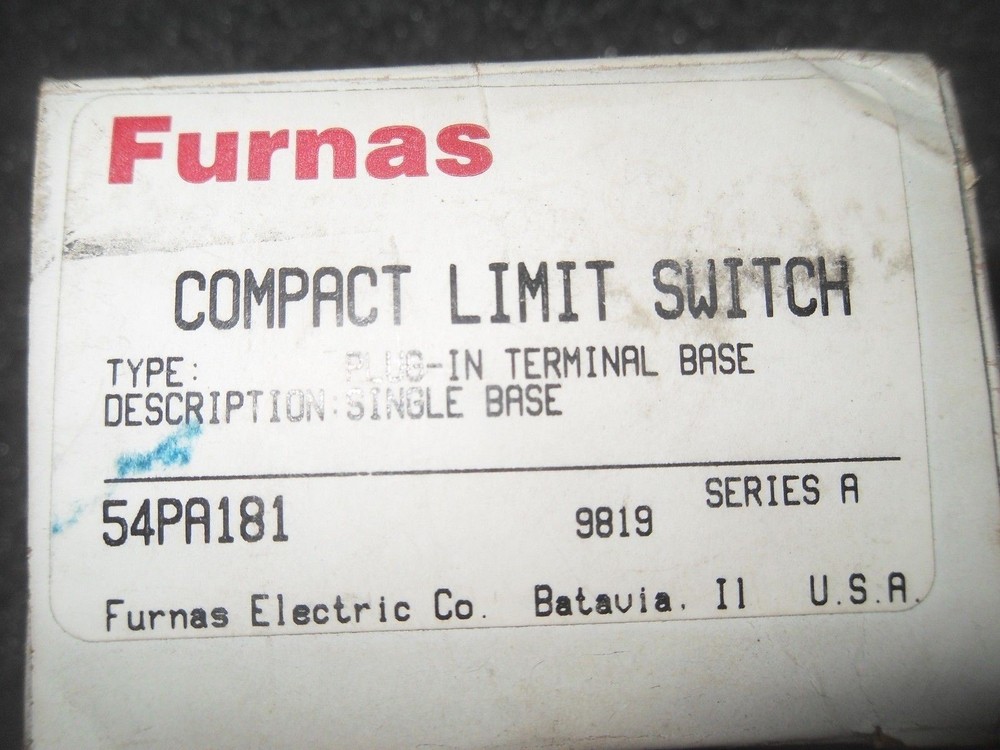 Furnas
COMPACT LIMIT SWITCH
TYPE: PLUG-IN TERMINAL BASE
DESCRIPTION:SINGLE BASE
SERIES A
54PA181 9819
Furnas Electric Co. Batavia, Il U.S.A.